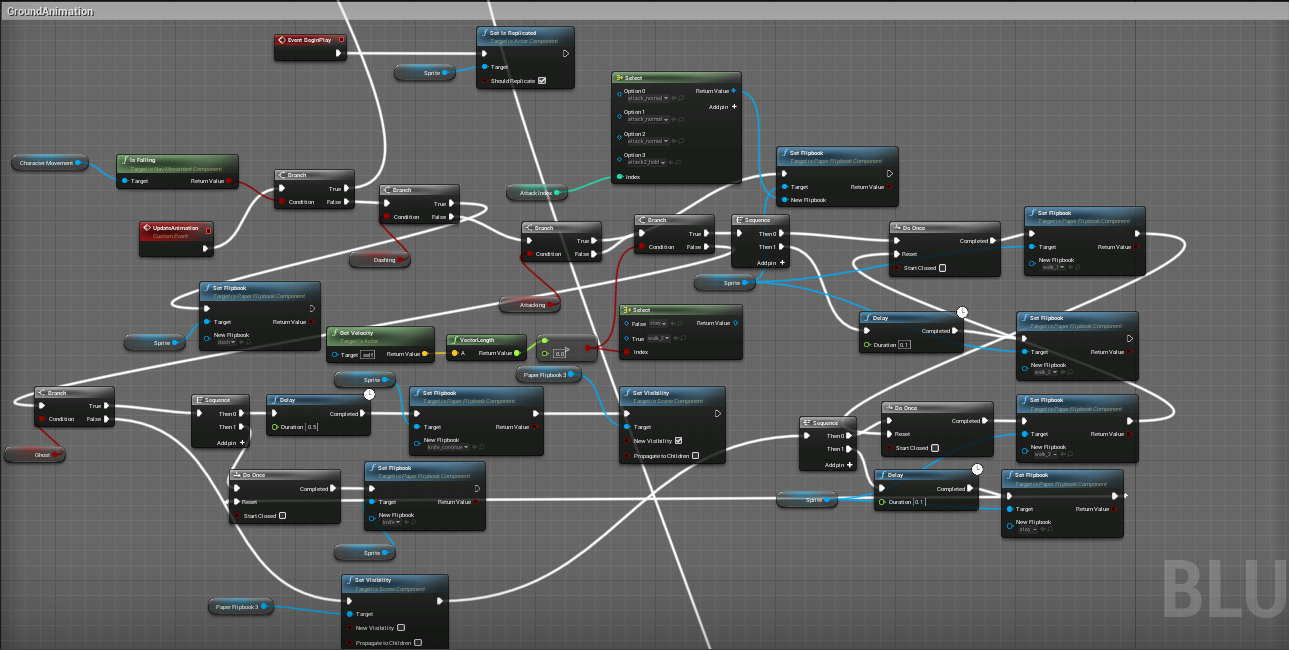 GroundAnimation
Event BeginPlay
Set Is Replicated
Target is Actor Component
Target
Should Replicate
Sprite
Select
Option 0
attack_normal
Return Value
Add pin
Option 1
attack_normal
Option 2
attack_normal
Option 3
attack2_hold
Index
Attack Index
Character Movement
Is Falling
Target is Nav Movement Component
Target
Return Value
Branch
True
Condition
False
Branch
True
Condition
False
UpdateAnimation
Custom Event
Dashing
Branch
True
Condition
False
Attacking
Branch
True
Condition
False
Sequence
Then 0
Then 1
Add pin
Set Flipbook
Target is Paper Flipbook Component
Target
Return Value
New Flipbook
Sprite
Do Once
Completed
Reset
Start Closed
Set Flipbook
Target is Paper Flipbook Component
Target
Return Value
New Flipbook
walk_1
Set Flipbook
Target is Paper Flipbook Component
Target
Return Value
New Flipbook
dash
Sprite
Get Velocity
Target is Actor
Target
self
Return Value
VectorLength
A
Return Value
0.0
>
Select
False
stay
Return Value
True
walk_2
Index
Delay
Completed
Duration
0.1
Set Flipbook
Target is Paper Flipbook Component
Target
Return Value
New Flipbook
walk_2
Paper Flipbook 3
Branch
True
Condition
False
Ghost
Sequence
Then 0
Then 1
Add pin
Delay
Completed
Duration
0.5
Sprite
Set Flipbook
Target is Paper Flipbook Component
Target
Return Value
New Flipbook
knife_continue
Set Visibility
Target is Scene Component
Target
New Visibility
Propagate to Children
Sequence
Then 0
Then 1
Add pin
Do Once
Completed
Reset
Start Closed
Set Flipbook
Target is Paper Flipbook Component
Target
Return Value
New Flipbook
walk_3
Do Once
Completed
Reset
Start Closed
Set Flipbook
Target is Paper Flipbook Component
Target
Return Value
New Flipbook
knife
Sprite
Sprite
Delay
Completed
Duration
0.1
Set Flipbook
Target is Paper Flipbook Component
Target
Return Value
New Flipbook
stay
Paper Flipbook 3
Set Visibility
Target is Scene Component
Target
New Visibility
Propagate to Children
BLU